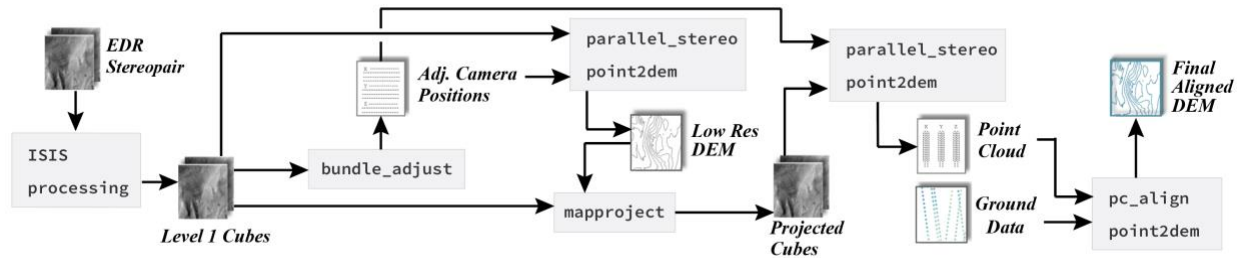 EDR
Stereopair
ISIS
processing
Level 1 Cubes
bundle_adjust
Adj. Camera
Positions
parallel_stereo
point2dem
Low Res
DEM
mapproject
Projected
Cubes
parallel_stereo
point2dem
Point
Cloud
Ground
Data
pc_align
point2dem
Final
Aligned
DEM